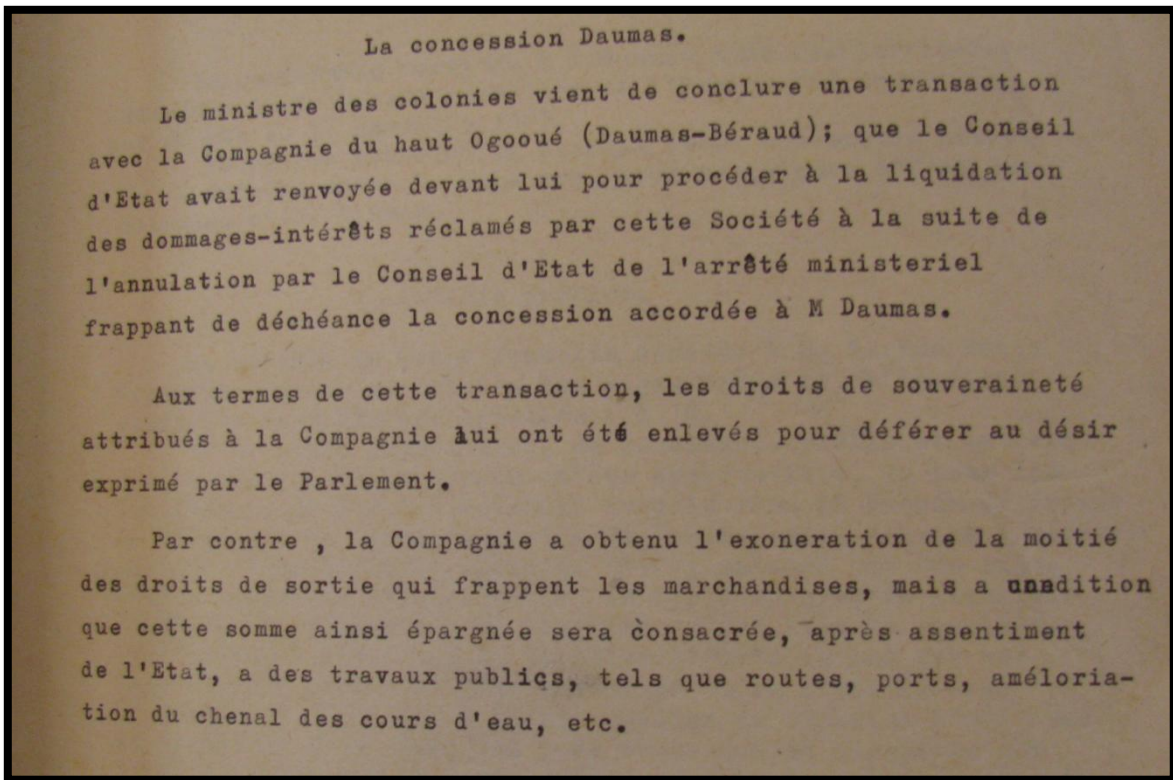 La concession Daumas.
Le ministre des colonies vient de conclure une transaction
avec la Compagnie du haut Ogooué (Daumas-Béraud); que le Conseil
d'Etat avait renvoyée devant lui pour procéder à la liquidation
des dommages-intérêts réclamés par cette Société à la suite de
l'annulation par le Conseil d'Etat de l'arrêté ministeriel
frappant de déchéance la concession accordée à M Daumas.
Aux termes de cette transaction, les droits de souveraineté
attribués à la Compagnie lui ont été enlevés pour déférer au désir
exprimé par le Parlement.
Par contre , la Compagnie a obtenu l'exoneration de la moitié
des droits de sortie qui frappent les marchandises, mais a
que cette somme ainsi épargnée sera consacrée, après assentiment
de l'Etat, a des travaux publics, tels que routes, ports, améloria-
tion du chenal des cours d'eau, etc.